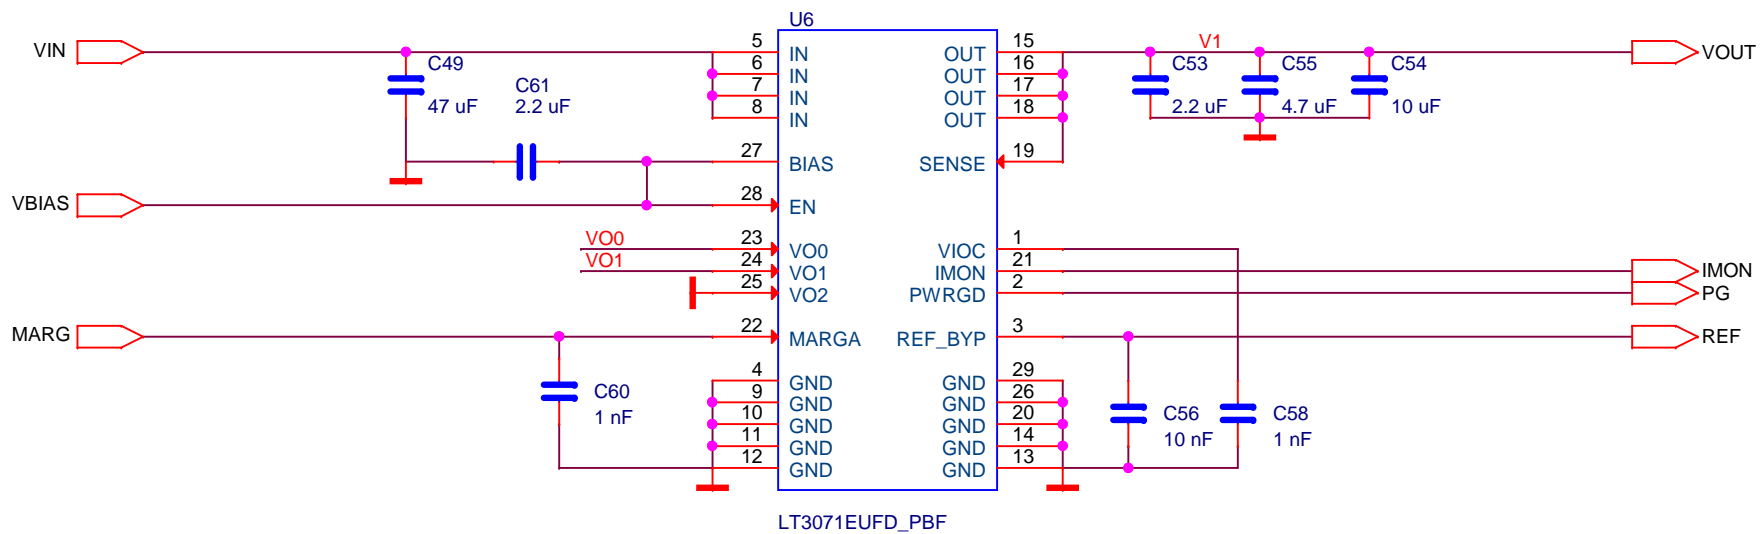 U6
VIN
5
IN
OUT
15
V1
VOUT
C49
6
IN
OUT
16
C53
C55
C54
47 uF
C61
2.2 uF
7
IN
OUT
17
2.2 uF
4.7 uF
10 uF
8
IN
OUT
18
27
BIAS
SENSE
19
VBIAS
28
EN
VO0
23
VO0
VIOC
1
VO1
24
VO1
IMON
21
IMON
25
VO2
PWRGD
2
PG
MARG
22
MARGA
REF_BYP
3
REF
4
GND
GND
29
C60
1 nF
9
GND
GND
26
10
GND
GND
20
C56
10 nF
C58
1 nF
11
GND
GND
14
12
GND
GND
13
LT3071EUFD_PBF